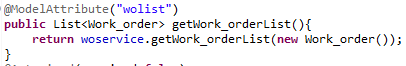 @ModelAttribute("wolist")
public List<Work_order> getWork_orderList(){
return woservice.getWork_orderList(new Work_order());
}